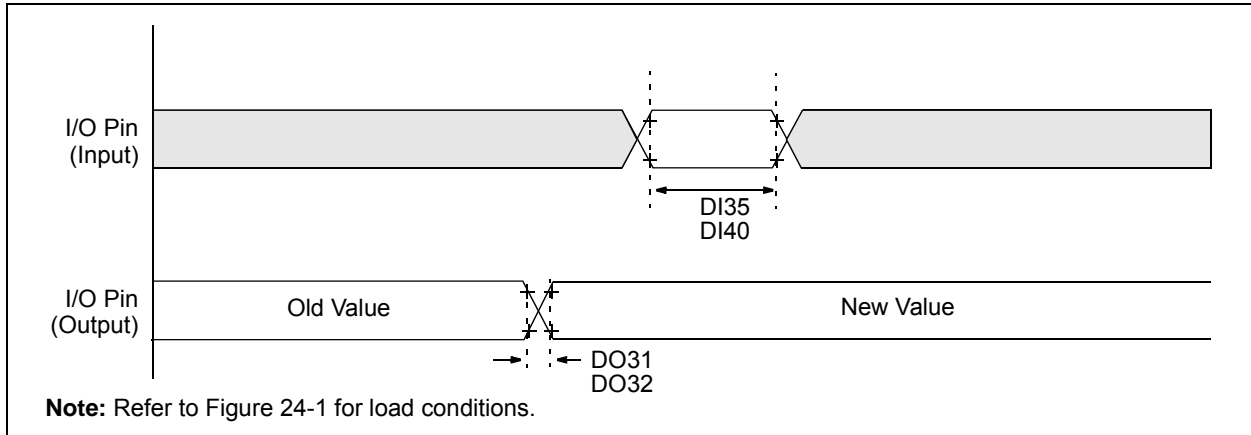 I/O Pin
(Input)
DI35
DI40
I/O Pin
(Output)
Old Value
New Value
DO31
DO32
Note: Refer to Figure 24-1 for load conditions.